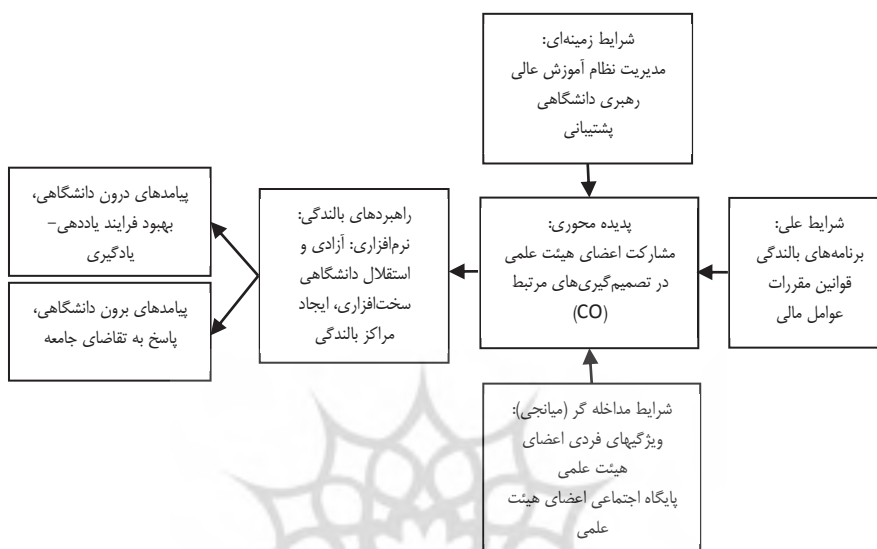 شرایط زمینه‌ای:
مدیریت نظام آموزش عالی
رهبری دانشگاهی
پشتیبانی
شرایط علی:
برنامه‌های بالندگی
قوانین مقررات
عوامل مالی
پدیده محوری:
مشارکت اعضای هیئت علمی
در تصمیم‌گیری‌های مرتبط
(CO)
شرایط مداخله گر (میانجی):
ویژگیهای فردی اعضای
هیئت علمی
پایگاه اجتماعی اعضای هیئت
علمی
راهبردهای بالندگی:
نرم‌افزاری: آزادی و
استقلال دانشگاهی
سخت‌افزاری، ایجاد
مراکز بالندگی
پیامدهای درون دانشگاهی،
بهبود فرایند یاددهی–
یادگیری
پیامدهای برون دانشگاهی،
پاسخ به تقاضای جامعه